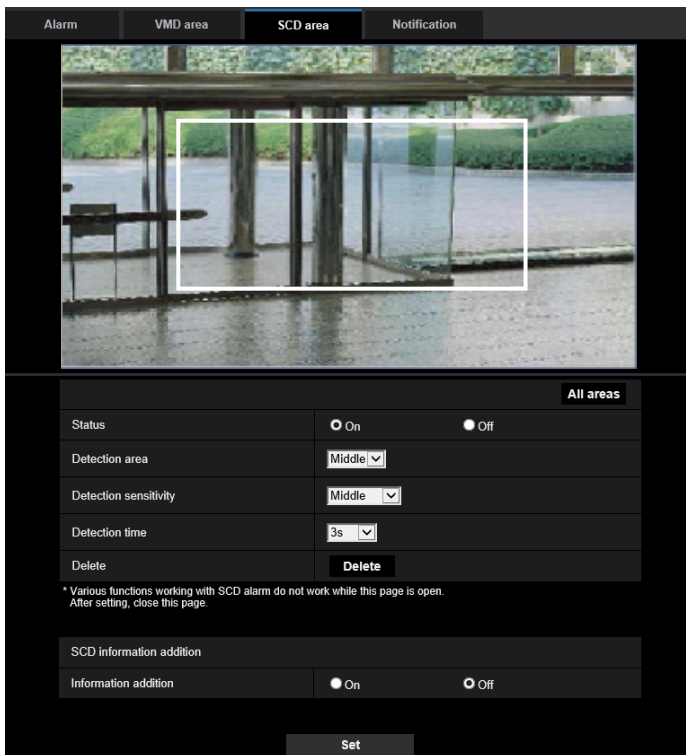 Alarm VMD area SCD area Notification
All areas
Status On Off
Detection area Middle
Detection sensitivity Middle
Detection time 3s
Delete Delete
* Various functions working with SCD alarm do not work while this page is open.
After setting, close this page.
SCD information addition
Information addition On Off
Set